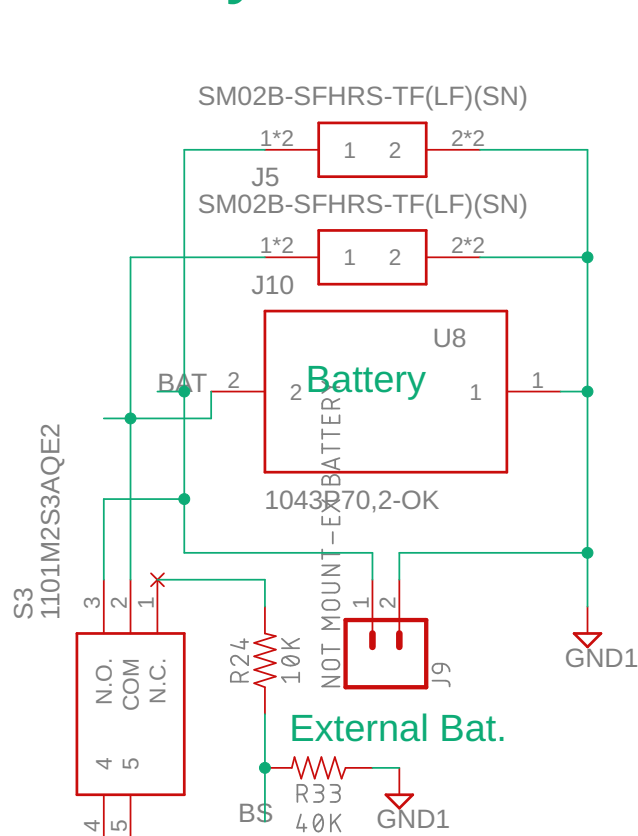 SM02B-SFHRS-TF(LF)(SN)
1*2
1
2
2*2
J5
SM02B-SFHRS-TF(LF)(SN)
1*2
1
2
2*2
J10
U8
Battery
BAT
2
2
1
1
1043P70,2-OK
NOT MOUNT-EX.BATTERY
S3
1101M2S3AQE2
3
2
1
N.O.
COM
N.C.
4
5
4
5
R24
10K
1
2
J9
GND1
External Bat.
R33
40K
GND1
BS